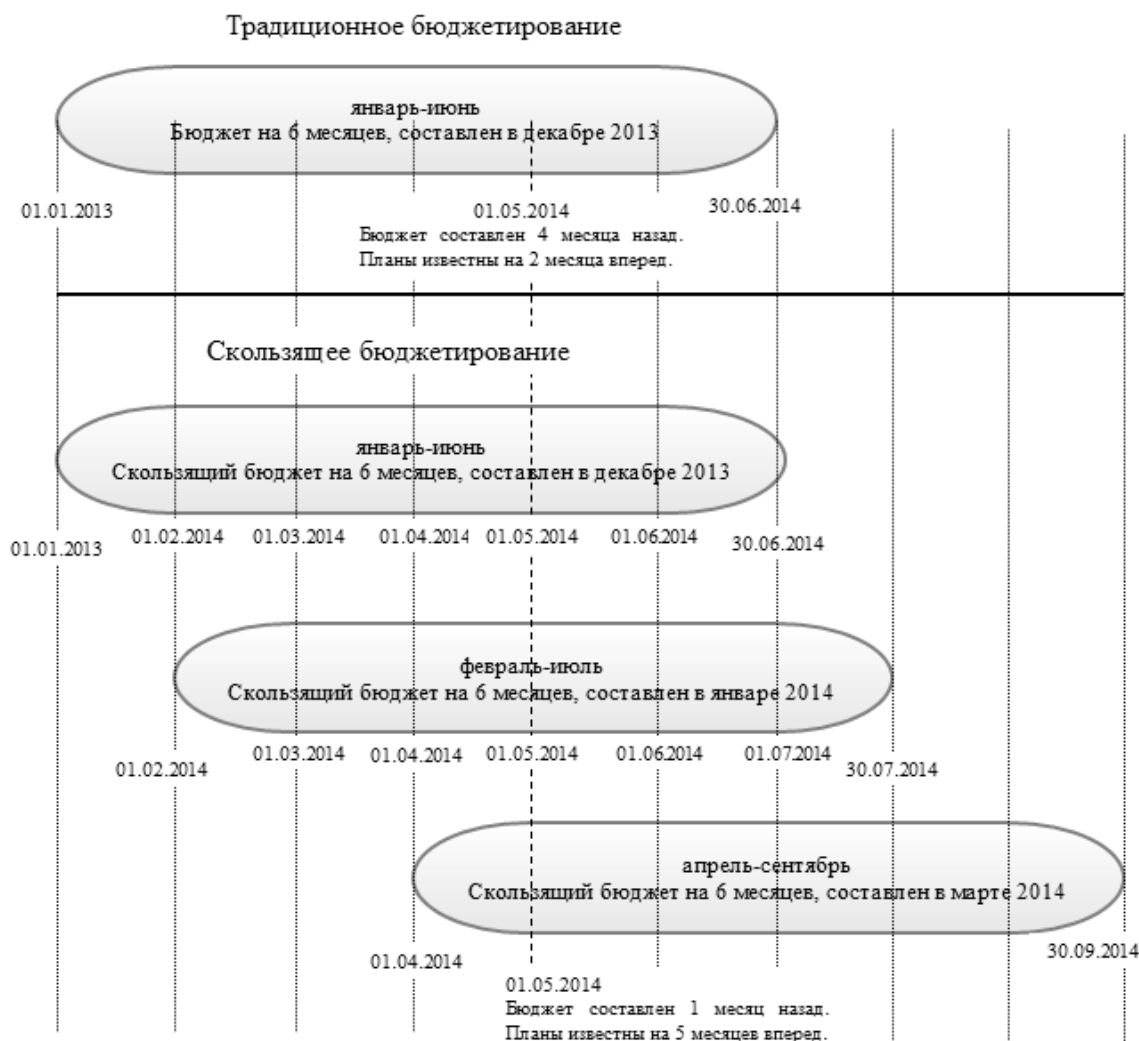 Традиционное бюджетирование
январь-июнь
Бюджет на 6 месяцев, составлен в декабре 2013
01.01.2013
01.05.2014
30.06.2014
Бюджет составлен 4 месяца назад.
Планы известны на 2 месяца вперед.
Скользящее бюджетирование
январь-июнь
Скользящий бюджет на 6 месяцев, составлен в декабре 2013
01.01.2013
01.02.2014
01.03.2014
01.04.2014
01.05.2014
01.06.2014
30.06.2014
февраль-июль
Скользящий бюджет на 6 месяцев, составлен в январе 2014
01.02.2014
01.03.2014
01.04.2014
01.05.2014
01.06.2014
01.07.2014
30.07.2014
апрель-сентябрь
Скользящий бюджет на 6 месяцев, составлен в марте 2014
01.04.2014
01.05.2014
30.09.2014
Бюджет составлен 1 месяц назад.
Планы известны на 5 месяцев вперед.